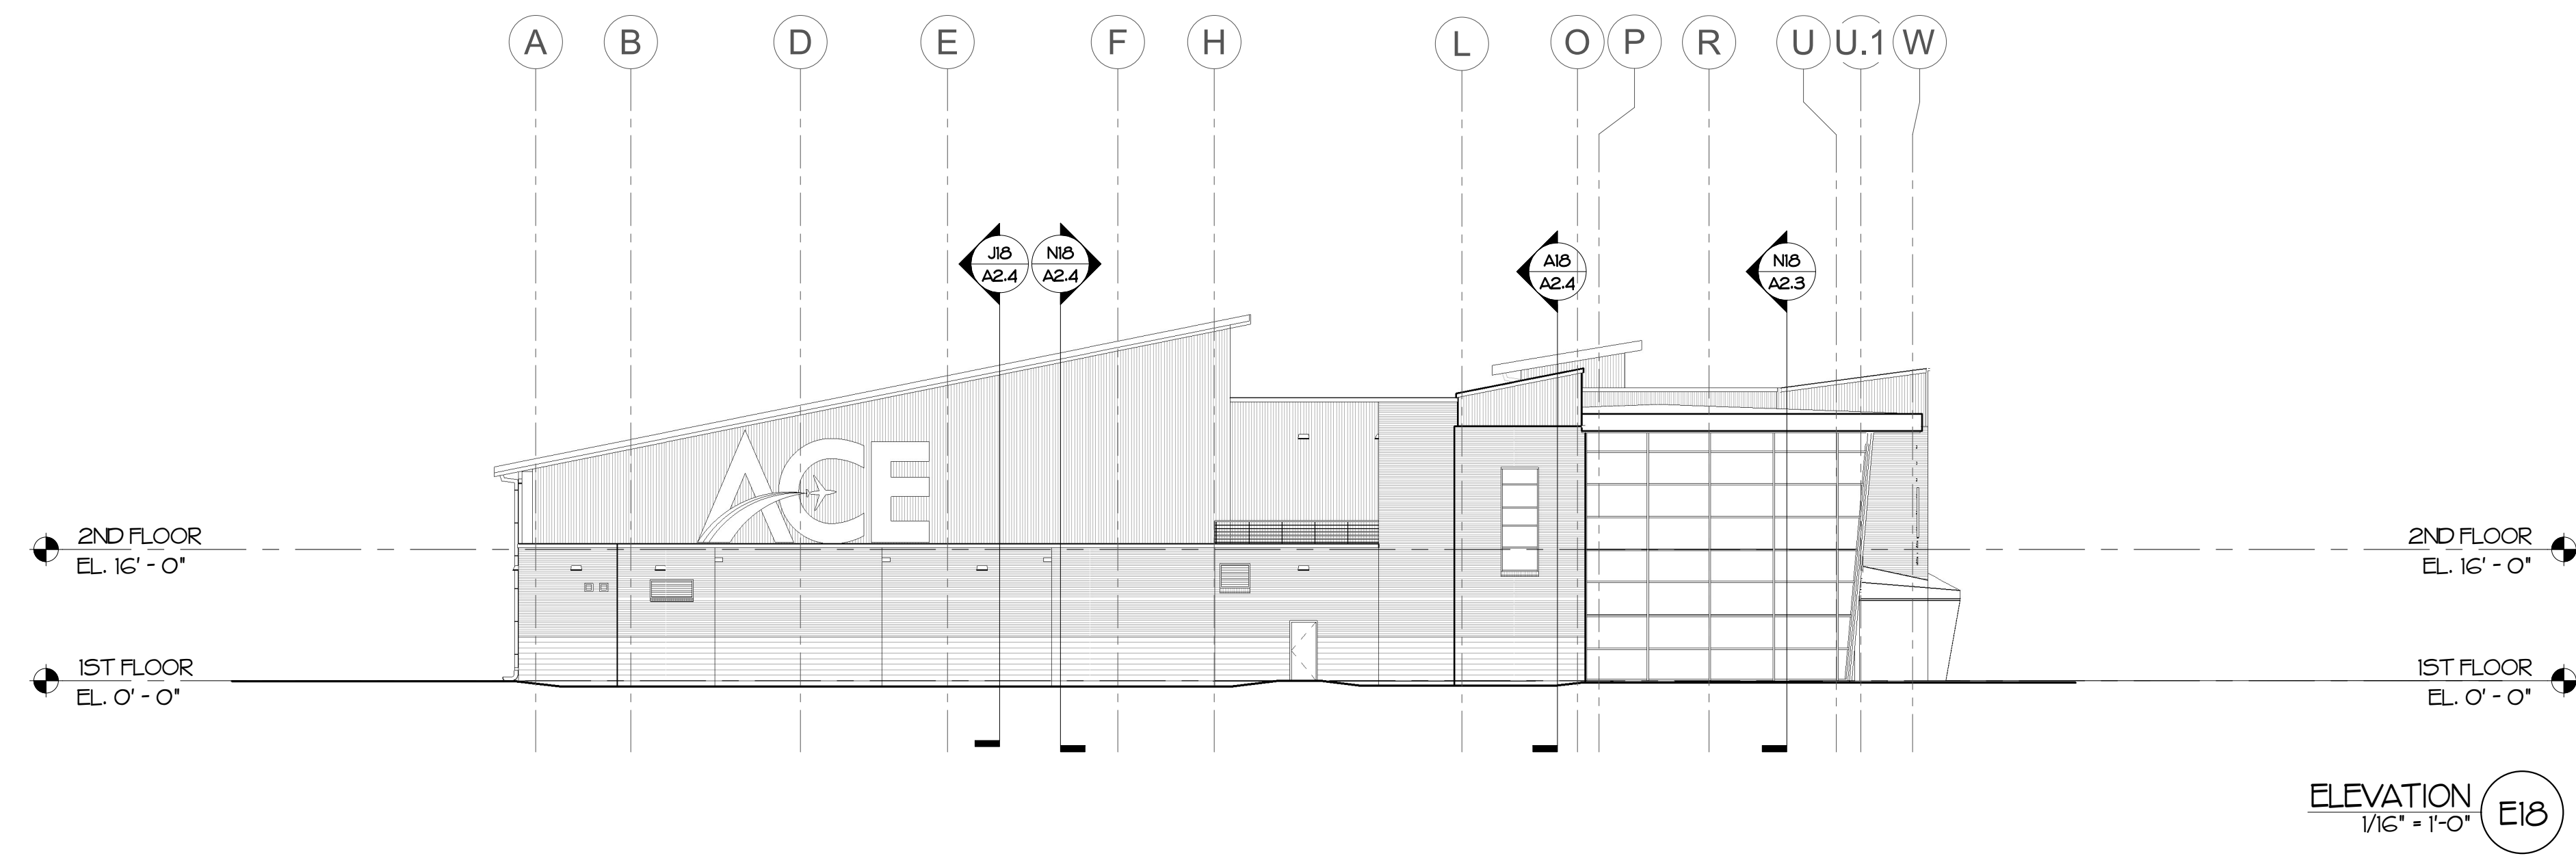 A B D E F H L O P R U U.1 W
J18 N18 A18 N18
A2.4 A2.4 A2.4 A2.3
ACE
2ND FLOOR 2ND FLOOR
EL. 16' - 0" EL. 16' - 0"
1ST FLOOR 1ST FLOOR
EL. 0' - 0" EL. 0' - 0"
ELEVATION E18
1/16" = 1'-0"